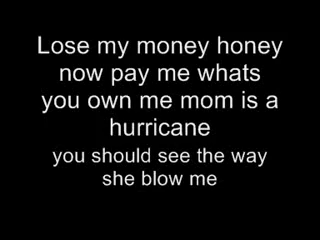 Lose my money honey
now pay me whats
you own me mom is a
hurricane
you should see the way
she blow me